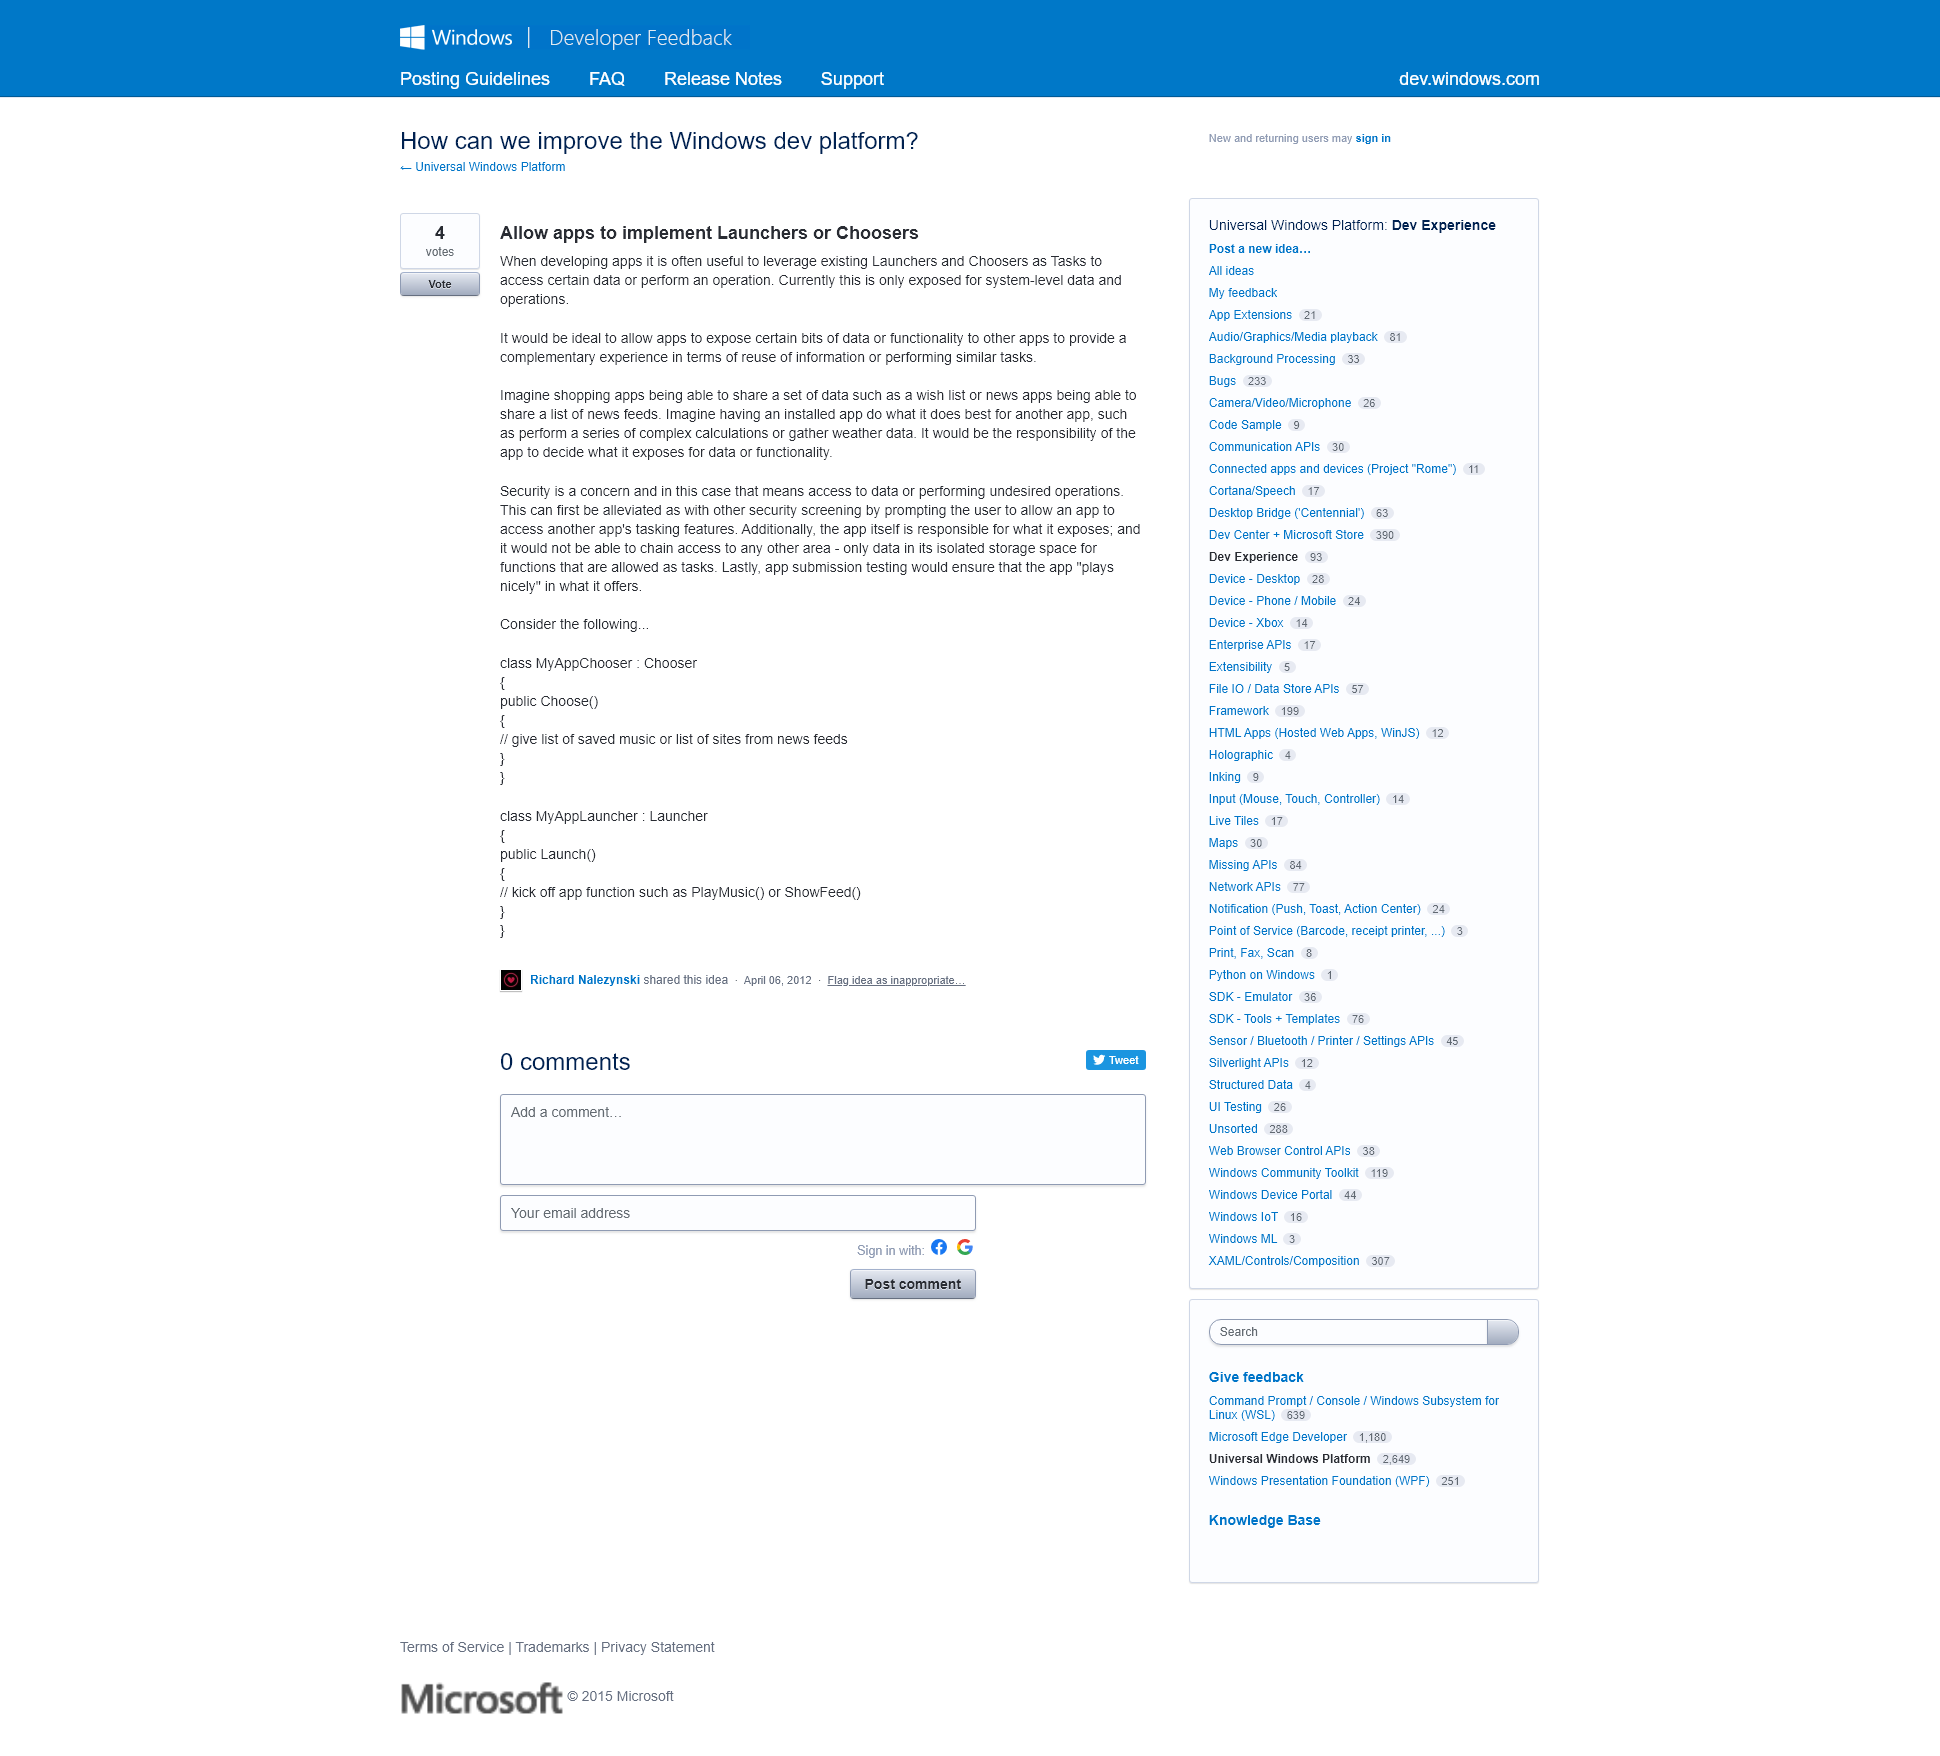 Windows | Developer Feedback
Posting Guidelines FAQ Release Notes Support dev.windows.com
How can we improve the Windows dev platform?
← Universal Windows Platform
New and returning users may sign in
4
votes
Vote
Allow apps to implement Launchers or Choosers
When developing apps it is often useful to leverage existing Launchers and Choosers as Tasks to
access certain data or perform an operation. Currently this is only exposed for system-level data and
operations.
It would be ideal to allow apps to expose certain bits of data or functionality to other apps to provide a
complementary experience in terms of reuse of information or performing similar tasks.
Imagine shopping apps being able to share a set of data such as a wish list or news apps being able to
share a list of news feeds. Imagine having an installed app do what it does best for another app, such
as perform a series of complex calculations or gather weather data. It would be the responsibility of the
app to decide what it exposes for data or functionality.
Security is a concern and in this case that means access to data or performing undesired operations.
This can first be alleviated as with other security screening by prompting the user to allow an app to
access another app's tasking features. Additionally, the app itself is responsible for what it exposes; and
it would not be able to chain access to any other area - only data in its isolated storage space for
functions that are allowed as tasks. Lastly, app submission testing would ensure that the app "plays
nicely" in what it offers.
Consider the following...
class MyAppChooser : Chooser
{
public Choose()
{
// give list of saved music or list of sites from news feeds
}
}
class MyAppLauncher : Launcher
{
public Launch()
{
// kick off app function such as PlayMusic() or ShowFeed()
}
}
Richard Nalezynski shared this idea · April 06, 2012 · Flag idea as inappropriate…
0 comments
Tweet
Add a comment…
Your email address
Sign in with:
Post comment
Universal Windows Platform: Dev Experience
Post a new idea…
All ideas
My feedback
App Extensions 21
Audio/Graphics/Media playback 81
Background Processing 33
Bugs 233
Camera/Video/Microphone 26
Code Sample 9
Communication APIs 30
Connected apps and devices (Project "Rome") 11
Cortana/Speech 17
Desktop Bridge ('Centennial') 63
Dev Center + Microsoft Store 390
Dev Experience 93
Device - Desktop 28
Device - Phone / Mobile 24
Device - Xbox 14
Enterprise APIs 17
Extensibility 5
File IO / Data Store APIs 57
Framework 199
HTML Apps (Hosted Web Apps, WinJS) 12
Holographic 4
Inking 9
Input (Mouse, Touch, Controller) 14
Live Tiles 17
Maps 30
Missing APIs 84
Network APIs 77
Notification (Push, Toast, Action Center) 24
Point of Service (Barcode, receipt printer, ...) 3
Print, Fax, Scan 8
Python on Windows 1
SDK - Emulator 36
SDK - Tools + Templates 76
Sensor / Bluetooth / Printer / Settings APIs 45
Silverlight APIs 12
Structured Data 4
UI Testing 26
Unsorted 288
Web Browser Control APIs 38
Windows Community Toolkit 119
Windows Device Portal 44
Windows IoT 16
Windows ML 3
XAML/Controls/Composition 307
Search
Give feedback
Command Prompt / Console / Windows Subsystem for
Linux (WSL) 639
Microsoft Edge Developer 1,180
Universal Windows Platform 2,649
Windows Presentation Foundation (WPF) 251
Knowledge Base
Terms of Service | Trademarks | Privacy Statement
Microsoft © 2015 Microsoft